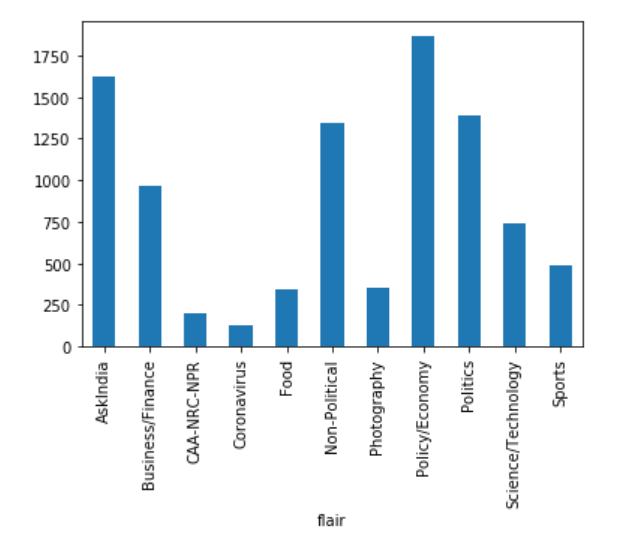 1750
1500
1250
1000
750
500
250
0
AskIndia
Business/Finance
CAA-NRC-NPR
Coronavirus
Food
Non-Political
Photography
Policy/Economy
Politics
Science/Technology
Sports
flair